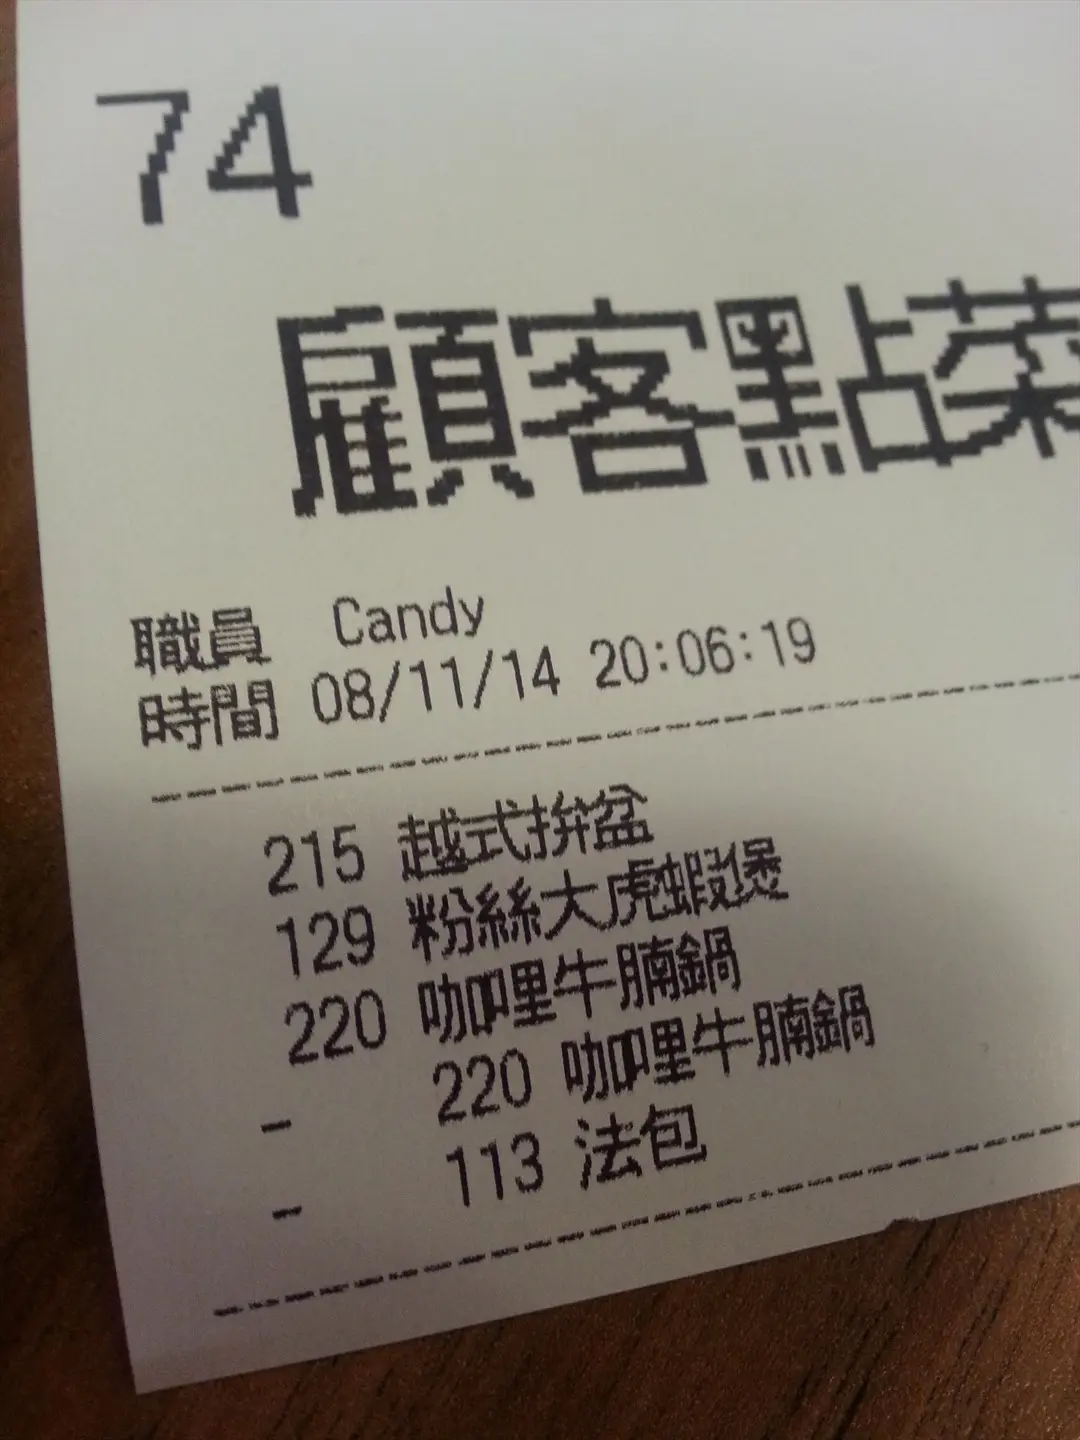 74
顧客點菜
職員 Candy
時間 08/11/14 20:06:19
215 越式拼盆
129 粉絲大虎蝦煲
220 咖哩牛腩鍋
- 220 咖哩牛腩鍋
- 113 法包